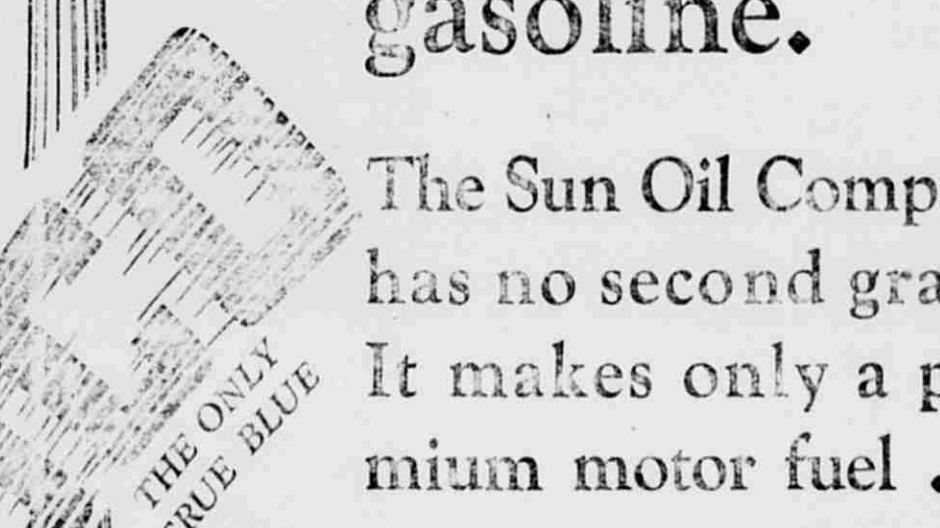 gasoline.
The Sun Oil Comp
has no second gra
It makes only a p
mium motor fuel
THE ONLY
TRUE BLUE